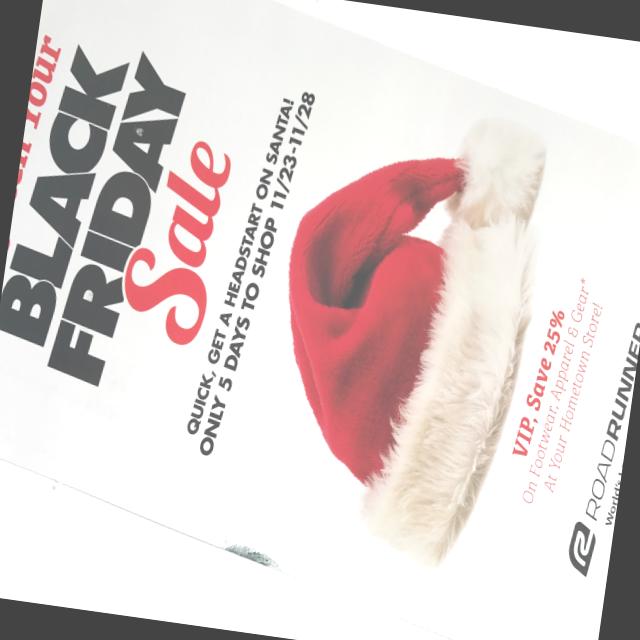 BLACK
FRIDAY
Sale
QUICK, GET A HEADSTART ON SANTA!
ONLY 5 DAYS TO SHOP 11/23-11/28
VIP, Save 25%
On Footwear, Apparel & Gear*
At Your Hometown Store!
ROADRUNNER
World's